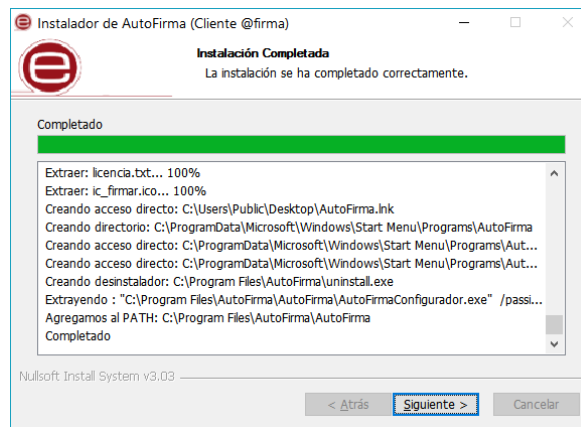 Instalador de AutoFirma (Cliente @firma)
Instalación Completada
La instalación se ha completado correctamente.
Completado
Extraer: licencia.txt... 100%
Extraer: ic_firmar.ico... 100%
Creando acceso directo: C:\Users\Public\Desktop\AutoFirma.lnk
Creando directorio: C:\ProgramData\Microsoft\Windows\Start Menu\Programs\AutoFirma
Creando acceso directo: C:\ProgramData\Microsoft\Windows\Start Menu\Programs\Aut...
Creando acceso directo: C:\ProgramData\Microsoft\Windows\Start Menu\Programs\Aut...
Creando desinstalador: C:\Program Files\AutoFirma\uninstall.exe
Extrayendo : "C:\Program Files\AutoFirma\AutoFirma\AutoFirmaConfigurador.exe" /passi...
Agregamos al PATH: C:\Program Files\AutoFirma\AutoFirma
Completado
Nullsoft Install System v3.03
< Atrás Siguiente > Cancelar